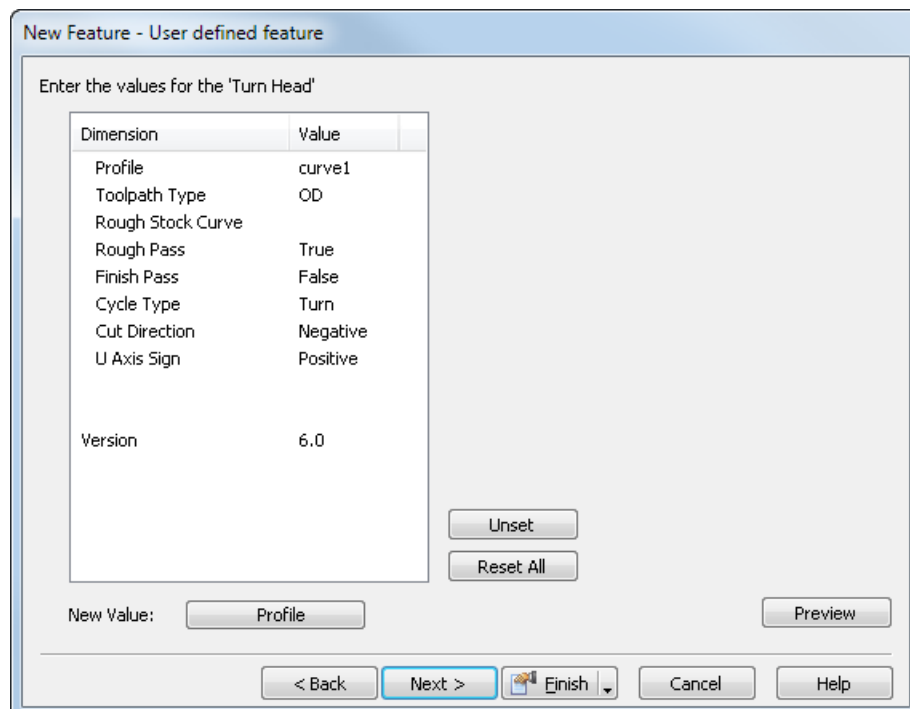 New Feature - User defined feature
Enter the values for the 'Turn Head'
Dimension Value
Profile curve1
Toolpath Type OD
Rough Stock Curve
Rough Pass True
Finish Pass False
Cycle Type Turn
Cut Direction Negative
U Axis Sign Positive
Version 6.0
Unset
Reset All
New Value: Profile Preview
< Back Next > Finish Cancel Help